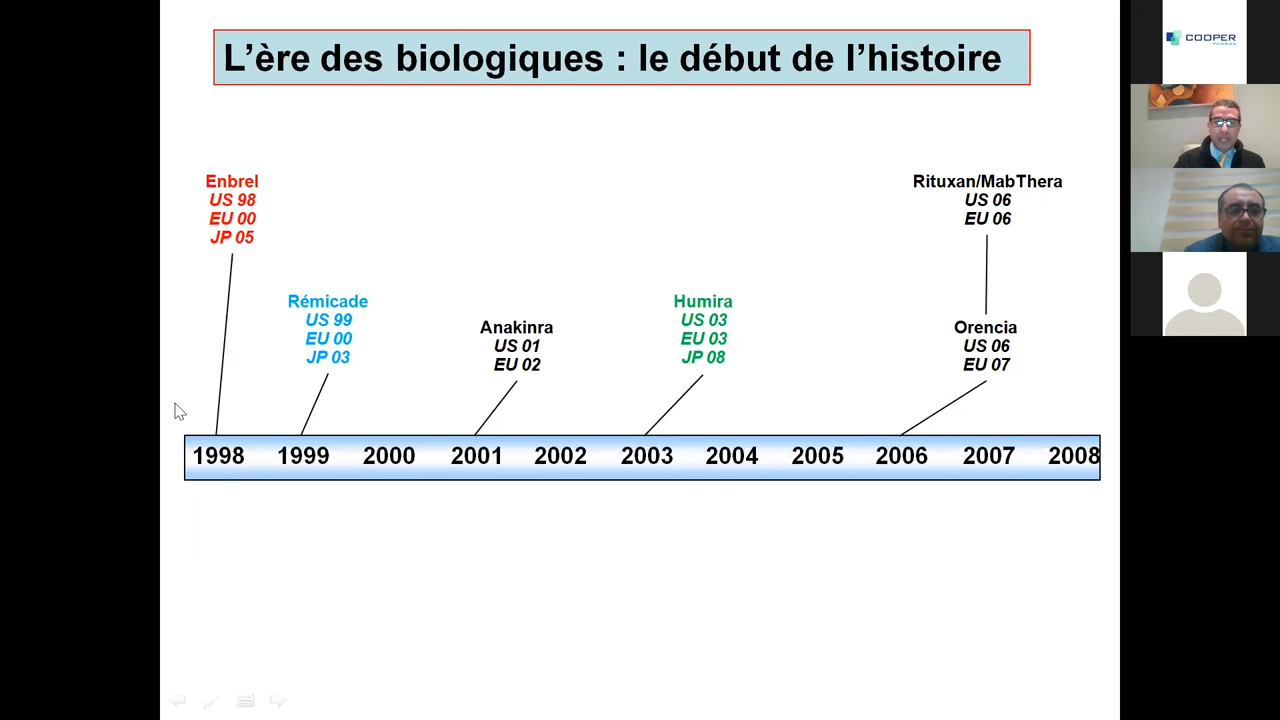 L'ère des biologiques : le début de l'histoire
Enbrel
US 98
EU 00
JP 05
Rémicade
US 99
EU 00
JP 03
Anakinra
US 01
EU 02
Humira
US 03
EU 03
JP 08
Rituxan/MabThera
US 06
EU 06
Orencia
US 06
EU 07
1998 1999 2000 2001 2002 2003 2004 2005 2006 2007 2008
COOPER
PHARMA